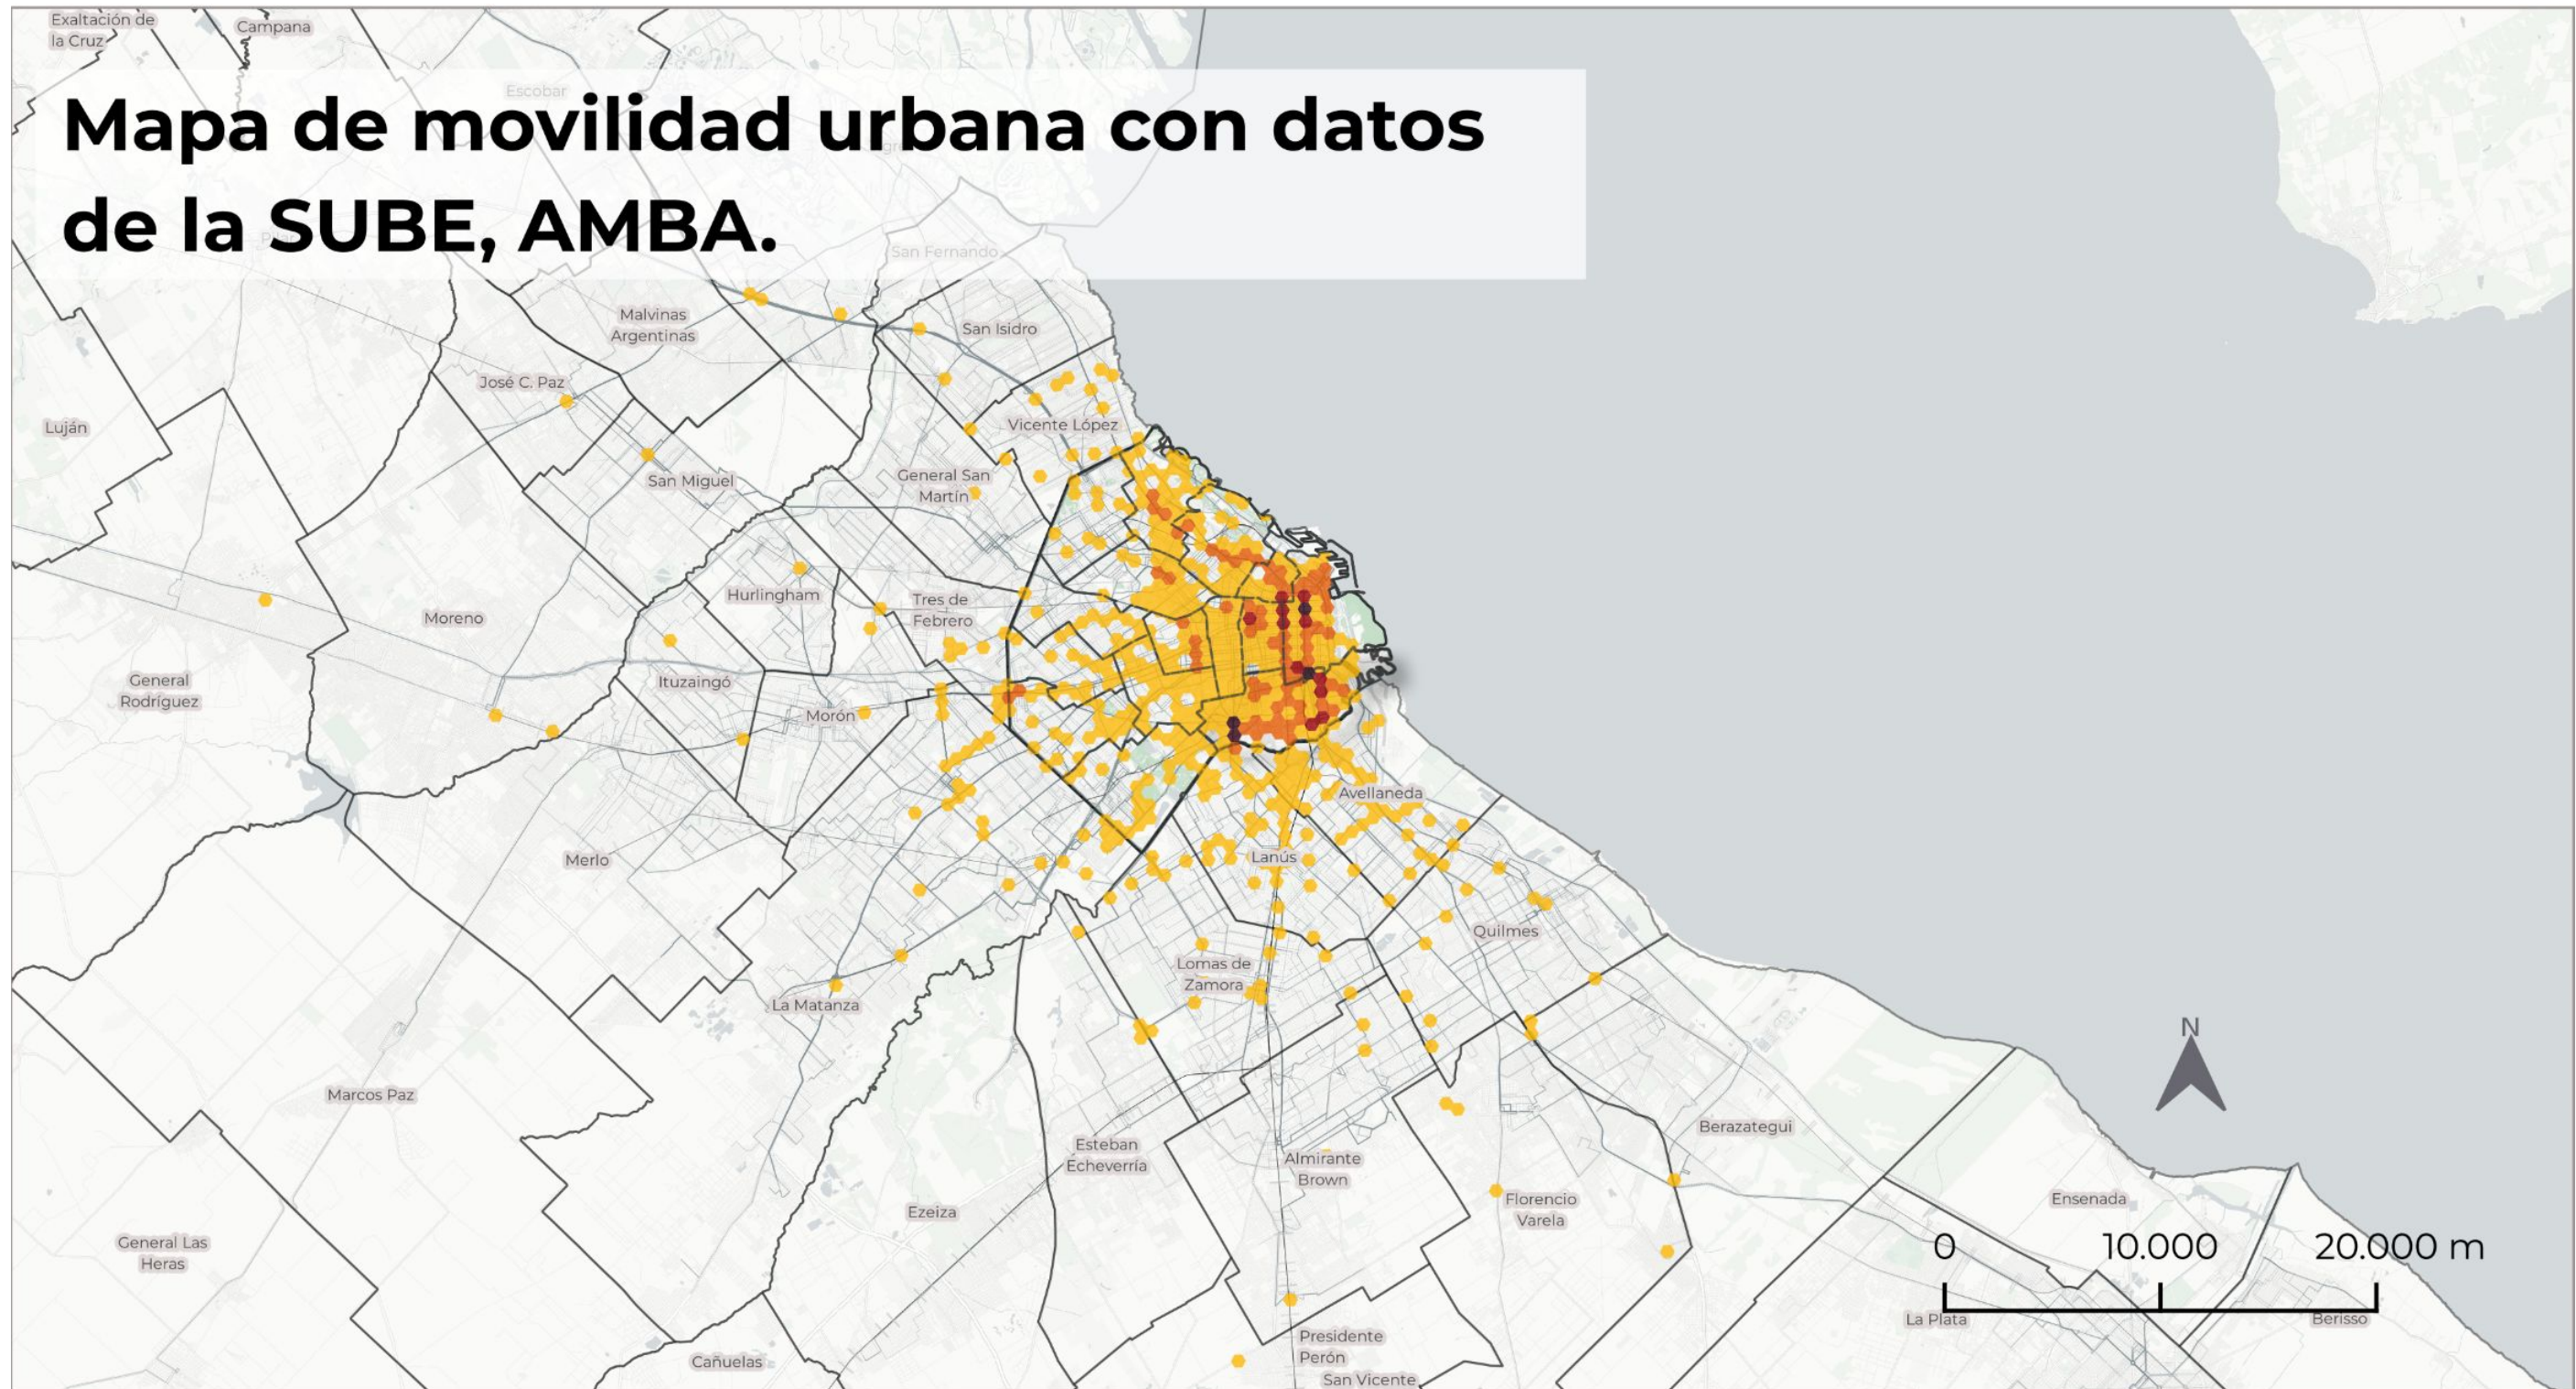 Exaltación de
la Cruz
Campana
Escobar
Mapa de movilidad urbana con datos
de la SUBE, AMBA.
San Fernando
Malvinas
Argentinas
San Isidro
José C. Paz
Luján
Vicente López
General San
Martín
San Miguel
Hurlingham
Tres de
Febrero
Moreno
General
Rodríguez
Ituzaingó
Morón
Avellaneda
Merlo
Lanús
Quilmes
Lomas de
Zamora
La Matanza
N
Marcos Paz
Berazategui
Esteban
Echeverría
Almirante
Brown
Florencio
Varela
Ensenada
Ezeiza
General Las
Heras
0 10.000 20.000 m
La Plata
Berisso
Presidente
Perón
Cañuelas
San Vicente